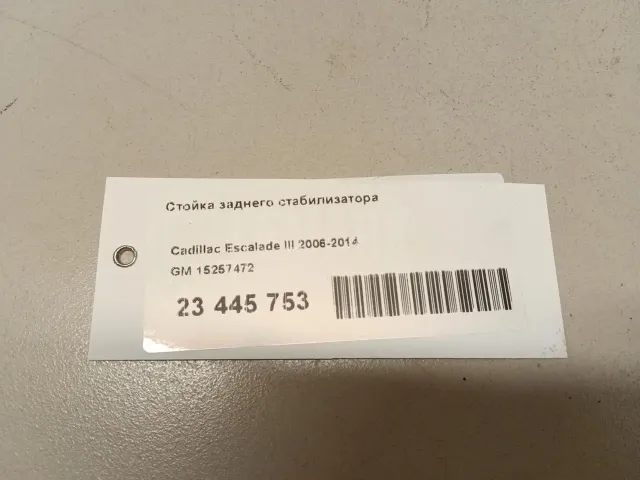 Стойка заднего стабилизатора
Cadillac Escalade III 2006-2014
GM 15257472
23 445 753